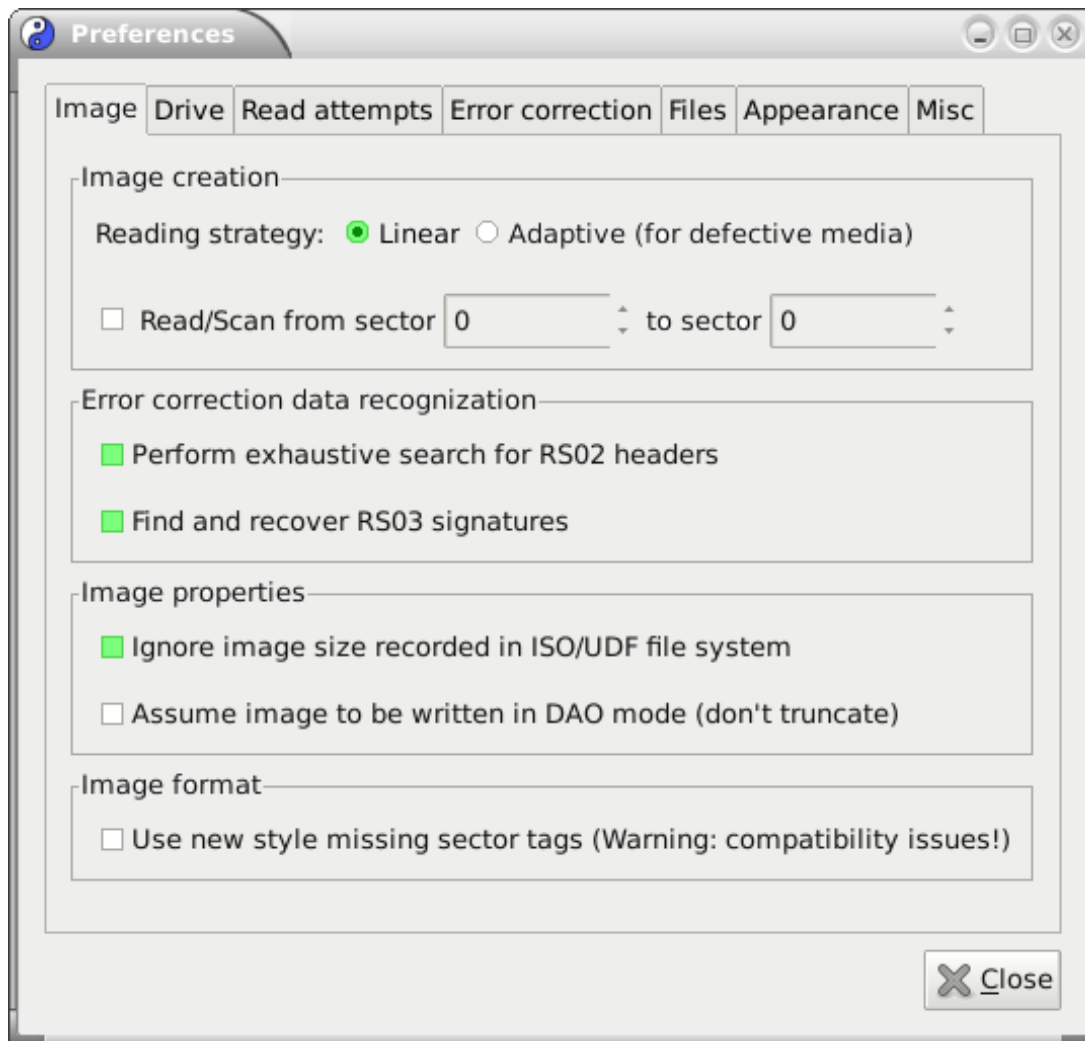 Preferences
Image Drive Read attempts Error correction Files Appearance Misc
Image creation
Reading strategy: Linear Adaptive (for defective media)
Read/Scan from sector 0 to sector 0
Error correction data recognization
Perform exhaustive search for RS02 headers
Find and recover RS03 signatures
Image properties
Ignore image size recorded in ISO/UDF file system
Assume image to be written in DAO mode (don't truncate)
Image format
Use new style missing sector tags (Warning: compatibility issues!)
Close